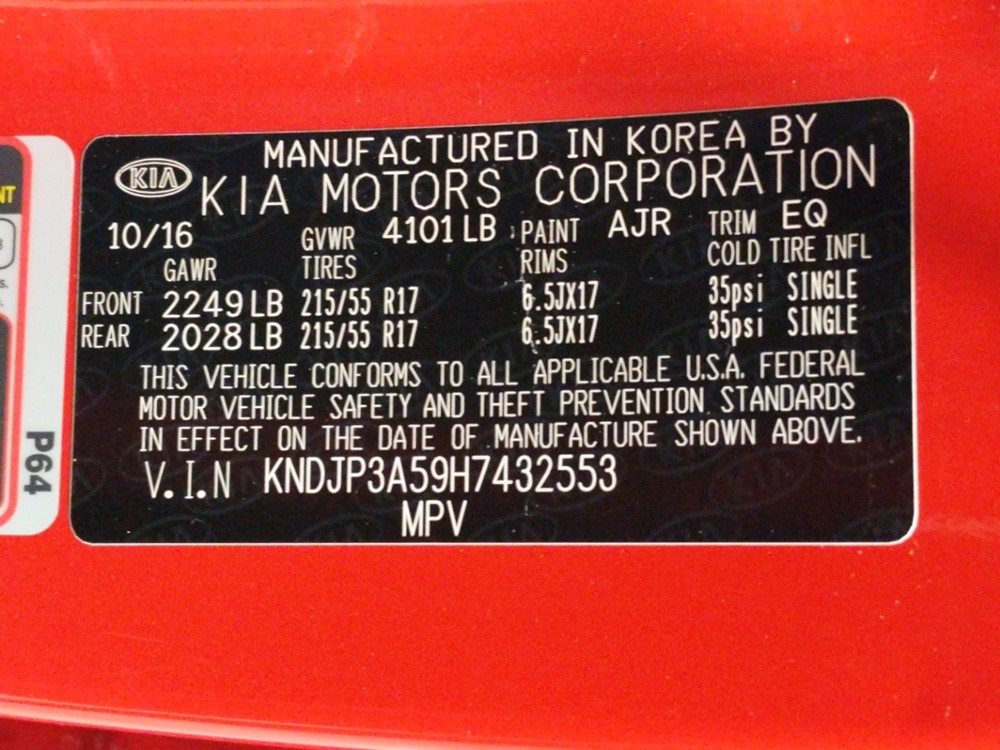 MANUFACTURED IN KOREA BY
KIA KIA MOTORS CORPORATION
10/16 GVWR 4101 LB PAINT AJR TRIM EQ
GAWR TIRES RIMS COLD TIRE INFL
FRONT 2249 LB 215/55 R17 6.5JX17 35psi SINGLE
REAR 2028 LB 215/55 R17 6.5JX17 35psi SINGLE
THIS VEHICLE CONFORMS TO ALL APPLICABLE U.S.A. FEDERAL
MOTOR VEHICLE SAFETY AND THEFT PREVENTION STANDARDS
IN EFFECT ON THE DATE OF MANUFACTURE SHOWN ABOVE.
V.I.N KNDJP3A59H7432553
MPV
P64